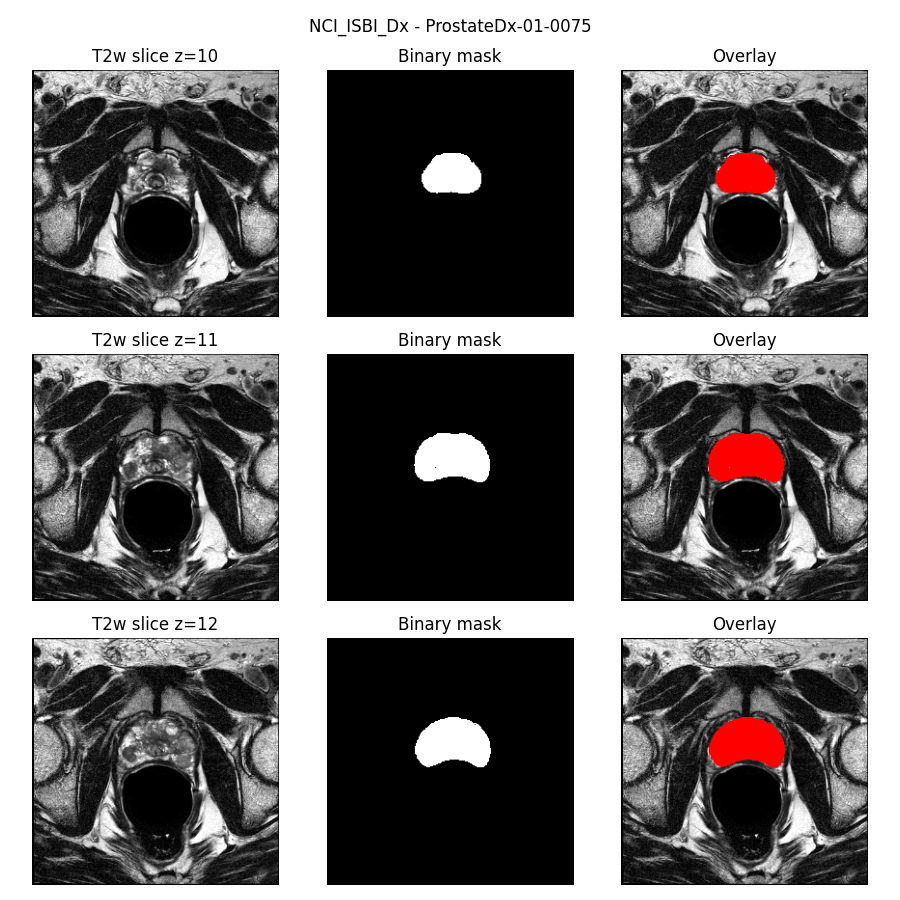 NCI_ISBI_Dx - ProstateDx-01-0075
T2w slice z=10
Binary mask
Overlay
T2w slice z=11
Binary mask
Overlay
T2w slice z=12
Binary mask
Overlay